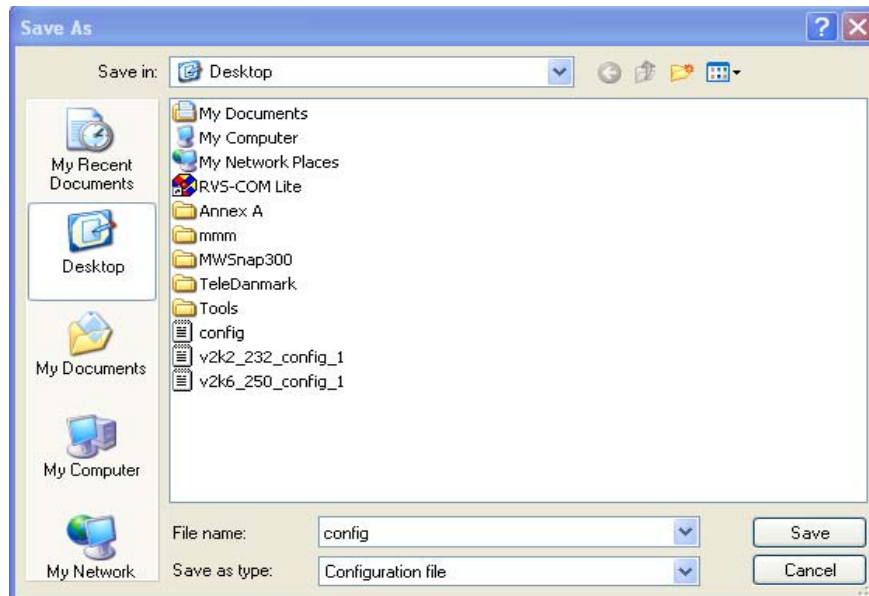 Save As
Save in:
Desktop
My Recent
Documents
Desktop
My Documents
My Computer
My Network
My Documents
My Computer
My Network Places
RVS-COM Lite
Annex A
mmm
MWSnap300
TeleDanmark
Tools
config
v2k2_232_config_1
v2k6_250_config_1
File name:
config
Save
Save as type:
Configuration file
Cancel